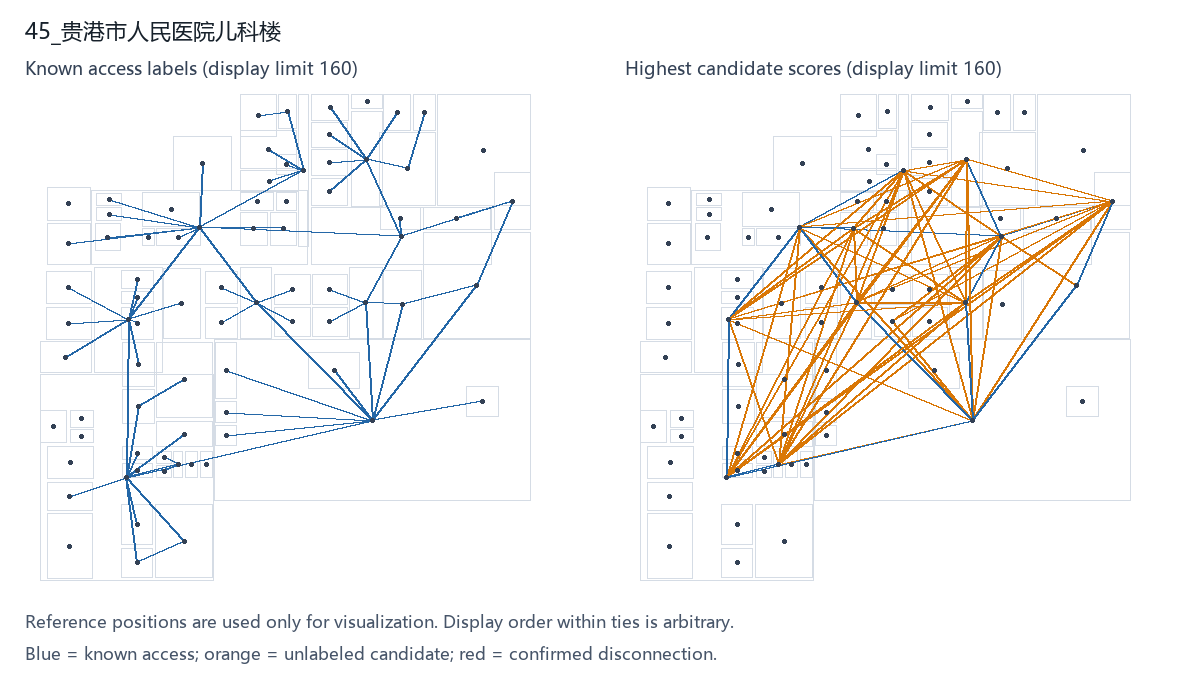 45_贵港市人民医院儿科楼
Known access labels (display limit 160)
Highest candidate scores (display limit 160)
Reference positions are used only for visualization. Display order within ties is arbitrary.
Blue = known access; orange = unlabeled candidate; red = confirmed disconnection.